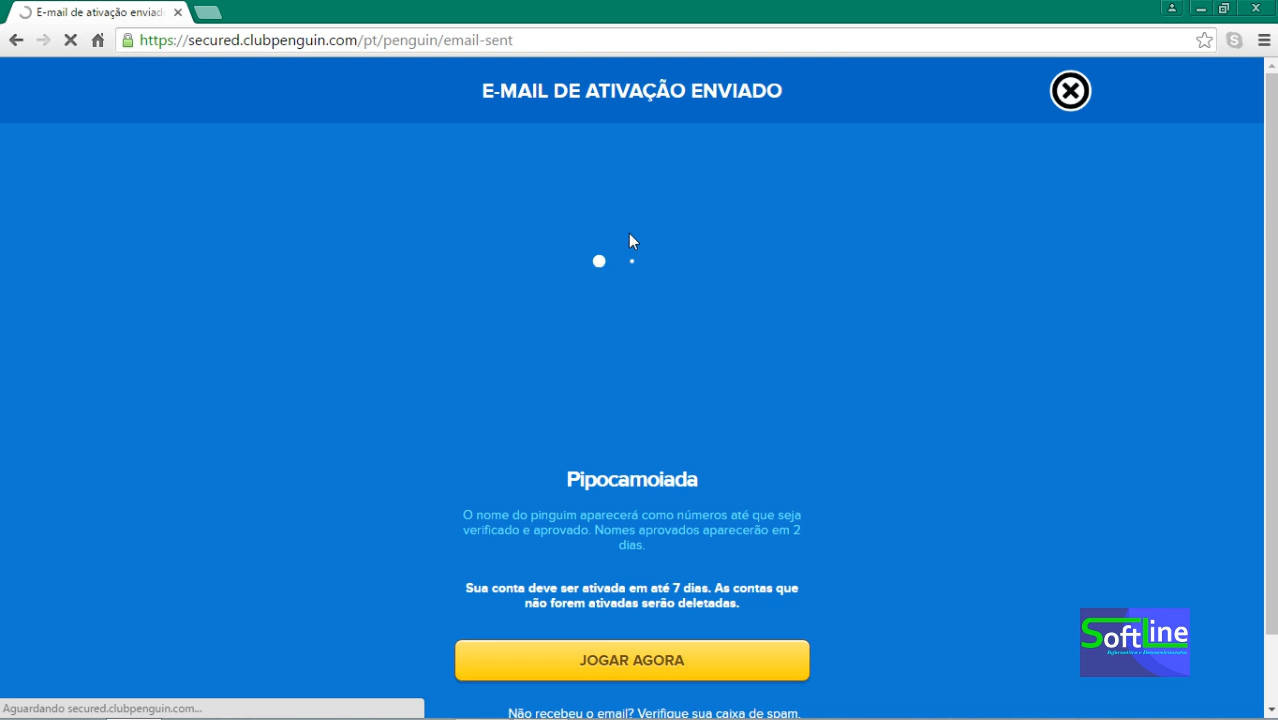 E-mail de ativação enviad
https://secured.clubpenguin.com/pt/penguin/email-sent
E-MAIL DE ATIVAÇÃO ENVIADO
Pipocamoiada
O nome do pinguim aparecerá como números até que seja
verificado e aprovado. Nomes aprovados aparecerão em 2
dias.
Sua conta deve ser ativada em até 7 dias. As contas que
não forem ativadas serão deletadas.
JOGAR AGORA
SoftLine
Informática e Desenvolvimento
Aguardando secured.clubpenguin.com...
Não recebeu o email? Verifique sua caixa de spam.